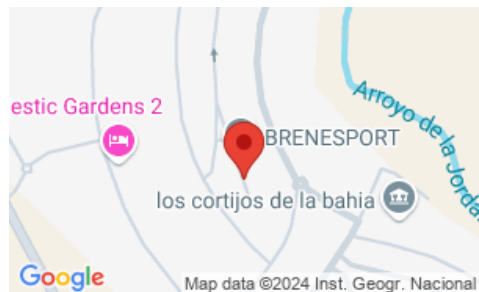 estic Gardens 2
BRENESPORT
Arroyo de la Jorda
los cortijos de la bahia
Google
Map data ©2024 Inst. Geogr. Nacional